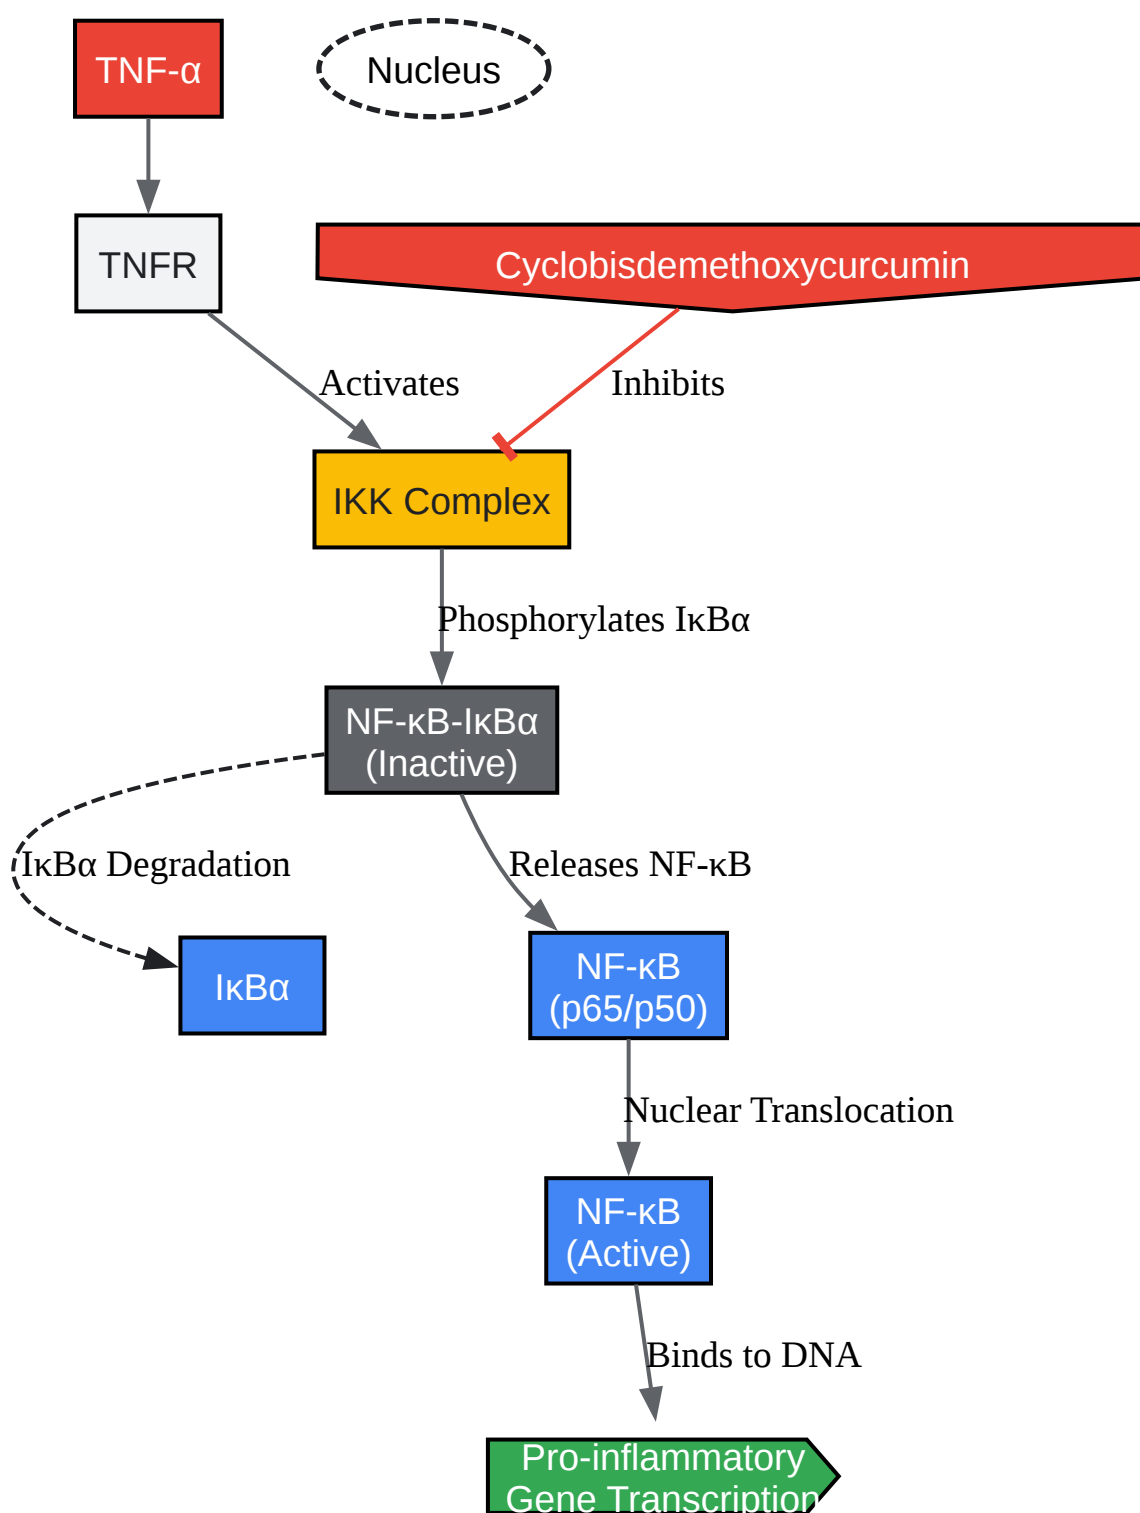 TNF-α
Nucleus
TNFR
Cyclobisdemethoxycurcumin
Activates
Inhibits
IKK Complex
Phosphorylates IκBα
NF-κB-IκBα
(Inactive)
IκBα Degradation
Releases NF-κB
IκBα
NF-κB
(p65/p50)
Nuclear Translocation
NF-κB
(Active)
Binds to DNA
Pro-inflammatory
Gene Transcription